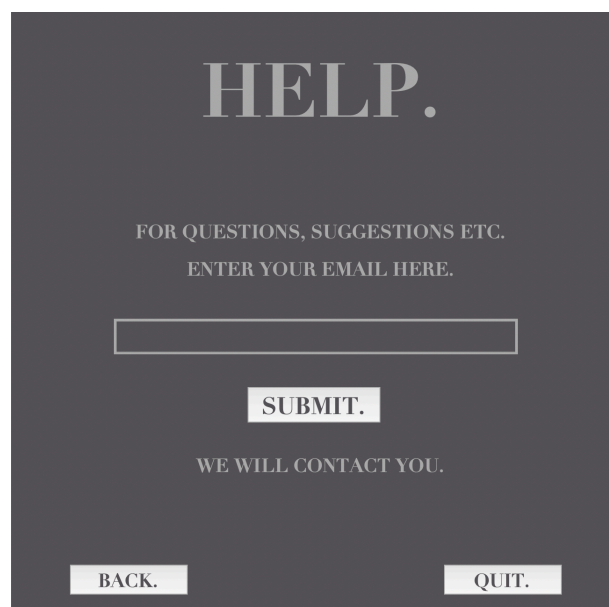 HELP.
FOR QUESTIONS, SUGGESTIONS ETC.
ENTER YOUR EMAIL HERE.
SUBMIT.
WE WILL CONTACT YOU.
BACK.
QUIT.